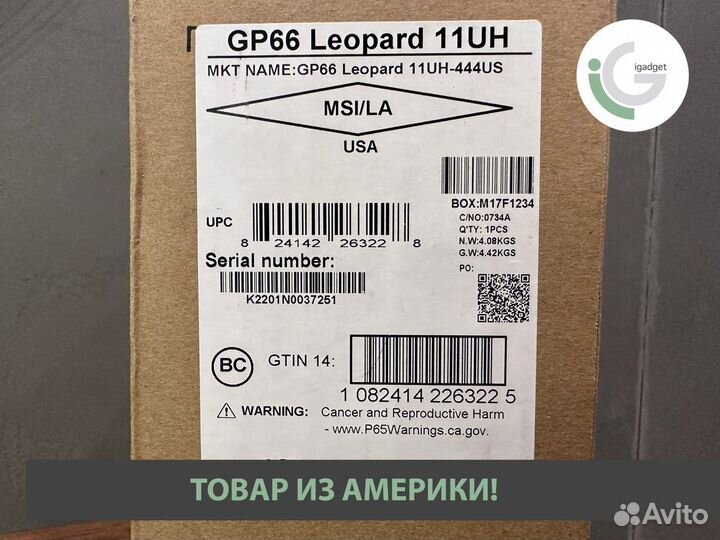 GP66 Leopard 11UH
MKT NAME:GP66 Leopard 11UH-444US
MSI/LA
USA
igadget
BOX:M17F1234
C/NO:0734A
Q'TY: 1PCS
N.W:4.08KGS
G.W:4.42KGS
PO:
UPC
8 24142 26322 8
Serial number:
K2201N0037251
BC
GTIN 14:
1 082414 226322 5
WARNING: Cancer and Reproductive Harm
- www.P65Warnings.ca.gov.
ТОВАР ИЗ АМЕРИКИ!
Avito